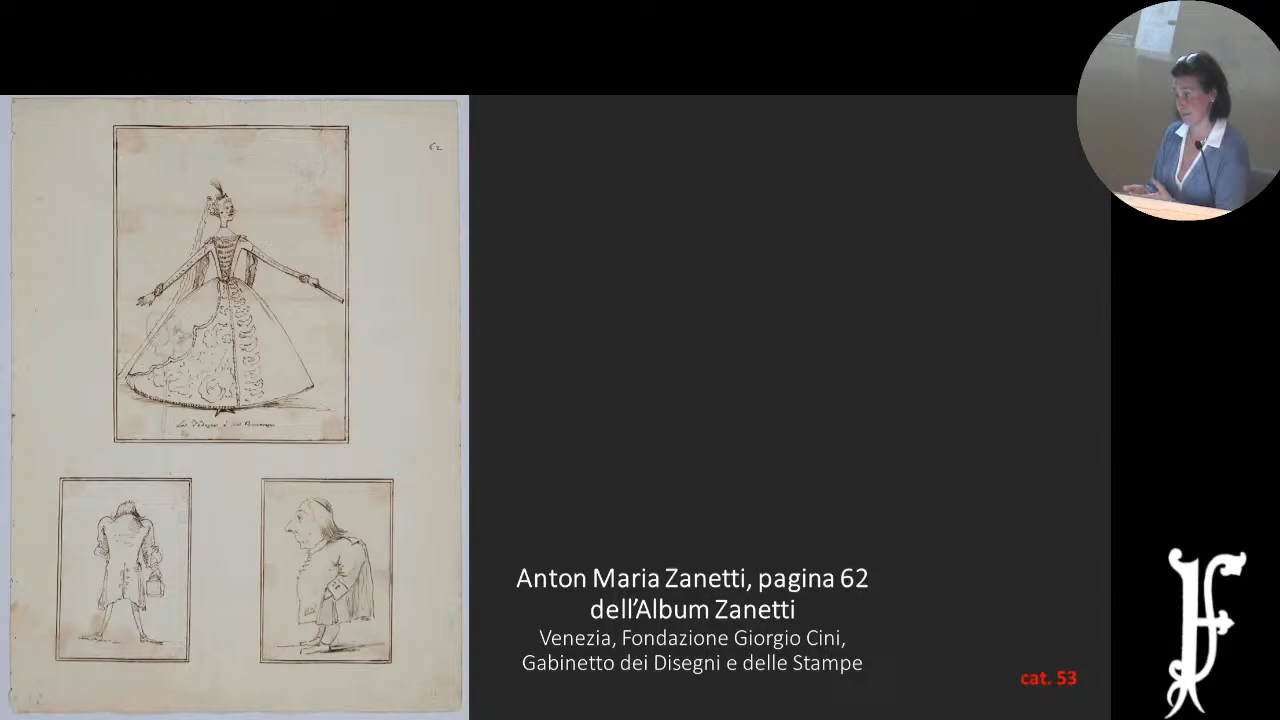 62
Anton Maria Zanetti, pagina 62
dell’Album Zanetti
Venezia, Fondazione Giorgio Cini,
Gabinetto dei Disegni e delle Stampe
cat. 53